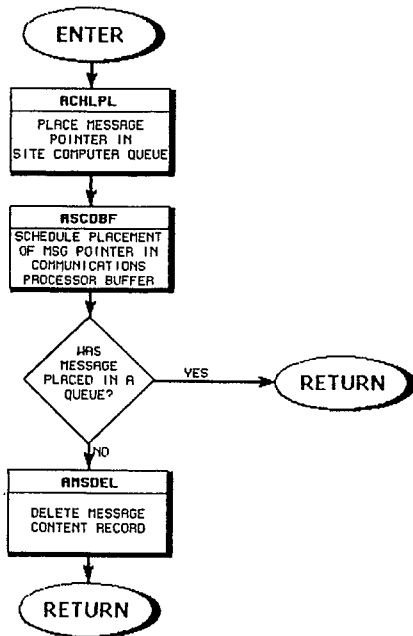 ENTER
ACHLPL
PLACE MESSAGE
POINTER IN
SITE COMPUTER QUEUE
ASCOBF
SCHEDULE PLACEMENT
OF MSG POINTER IN
COMMUNICATIONS
PROCESSOR BUFFER
WAS
MESSAGE
PLACED IN A
QUEUE?
YES
RETURN
NO
AMSDEL
DELETE MESSAGE
CONTENT RECORD
RETURN